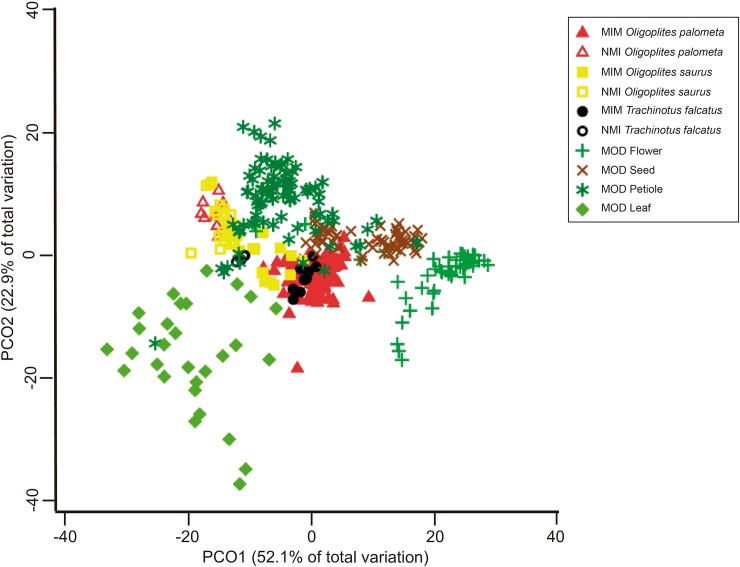 40
20
0
-20
-40
PCO2 (22.9% of total variation)
-40
-20
0
20
40
PCO1 (52.1% of total variation)
MIM Oligoplites palometa
NMI Oligoplites palometa
MIM Oligoplites saurus
NMI Oligoplites saurus
MIM Trachinotus falcatus
NMI Trachinotus falcatus
MOD Flower
MOD Seed
MOD Petiole
MOD Leaf